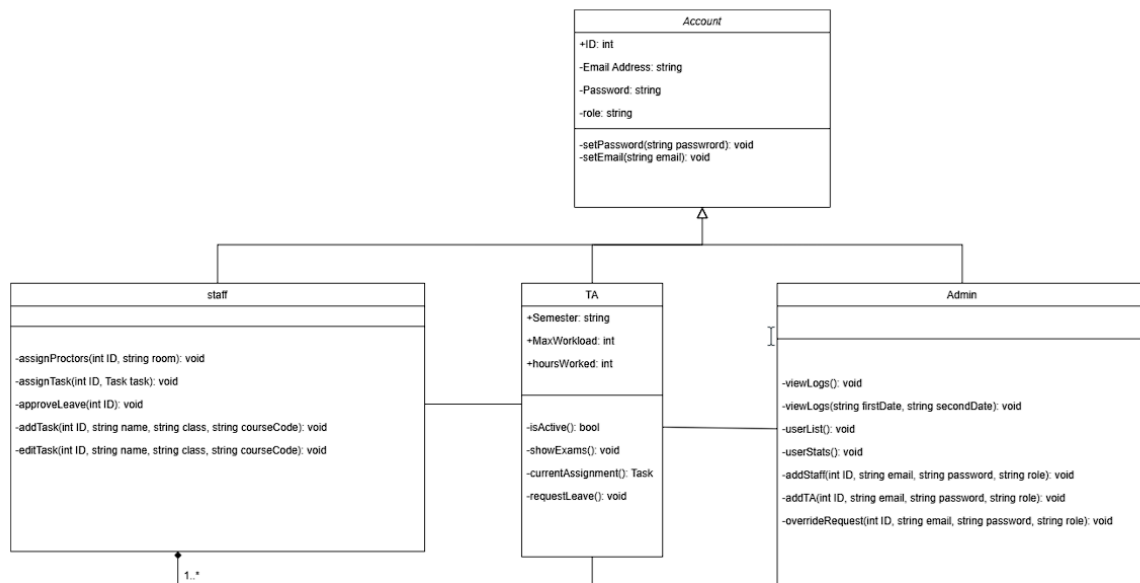 Account
+ID: int
-Email Address: string
-Password: string
-role: string
-setPassword(string passwrord): void
-setEmail(string email): void
staff
-assignProctors(int ID, string room): void
-assignTask(int ID, Task task): void
-approveLeave(int ID): void
-addTask(int ID, string name, string class, string courseCode): void
-editTask(int ID, string name, string class, string courseCode): void
1..*
TA
+Semester: string
+MaxWorkload: int
+hoursWorked: int
-isActive(): bool
-showExams(): void
-currentAssignment(): Task
-requestLeave(): void
Admin
-viewLogs(): void
-viewLogs(string firstDate, string secondDate): void
-userList(): void
-userStats(): void
-addStaff(int ID, string email, string password, string role): void
-addTA(int ID, string email, string password, string role): void
-overrideRequest(int ID, string email, string password, string role): void